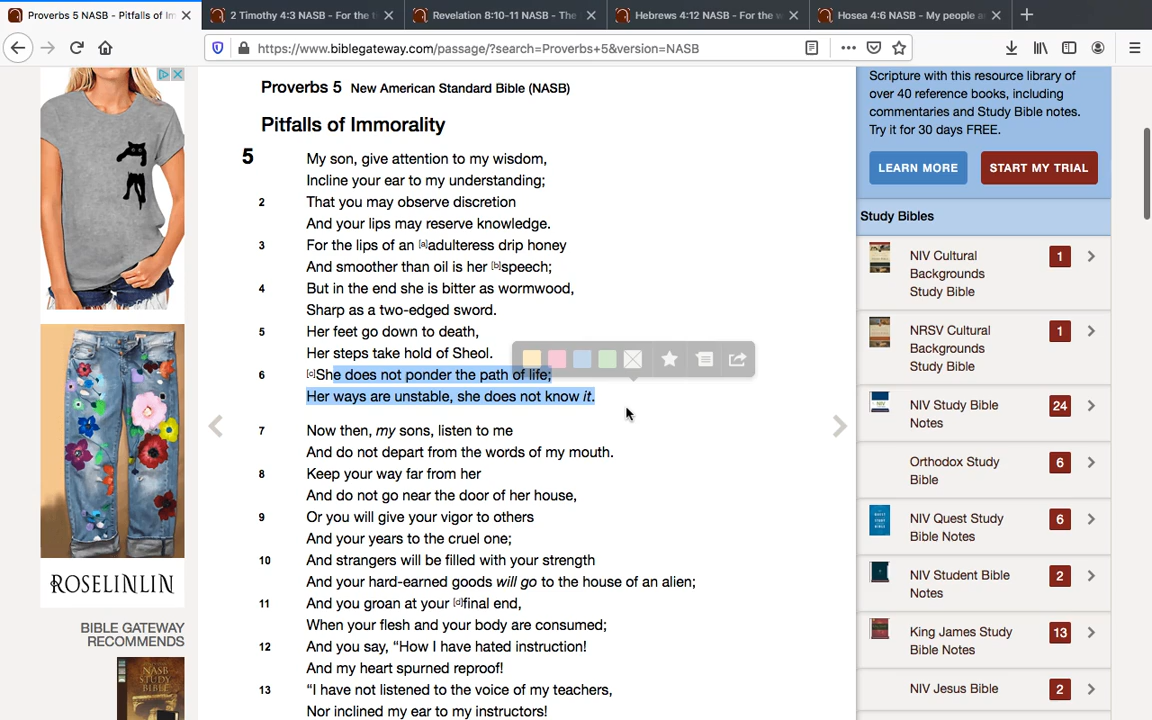 Proverbs 5 NASB - Pitfalls of Im
2 Timothy 4:3 NASB - For the t
Revelation 8:10-11 NASB - The
Hebrews 4:12 NASB - For the w
Hosea 4:6 NASB - My people a
https://www.biblegateway.com/passage/?search=Proverbs+5&version=NASB
Proverbs 5 New American Standard Bible (NASB)
Pitfalls of Immorality
5 My son, give attention to my wisdom,
Incline your ear to my understanding;
2 That you may observe discretion
And your lips may reserve knowledge.
3 For the lips of an [a]adulteress drip honey
And smoother than oil is her [b]speech;
4 But in the end she is bitter as wormwood,
Sharp as a two-edged sword.
5 Her feet go down to death,
Her steps take hold of Sheol.
6 [c]She does not ponder the path of life;
Her ways are unstable, she does not know it.
7 Now then, my sons, listen to me
And do not depart from the words of my mouth.
8 Keep your way far from her
And do not go near the door of her house,
9 Or you will give your vigor to others
And your years to the cruel one;
10 And strangers will be filled with your strength
And your hard-earned goods will go to the house of an alien;
11 And you groan at your [d]final end,
When your flesh and your body are consumed;
12 And you say, “How I have hated instruction!
And my heart spurned reproof!
13 “I have not listened to the voice of my teachers,
Nor inclined my ear to my instructors!
ROSELINLIN
BIBLE GATEWAY
RECOMMENDS
NASB
STUDY
Scripture with this resource library of
over 40 reference books, including
commentaries and Study Bible notes.
Try it for 30 days FREE.
LEARN MORE
START MY TRIAL
Study Bibles
NIV Cultural
Backgrounds
Study Bible
1
NRSV Cultural
Backgrounds
Study Bible
1
NIV Study Bible
Notes
24
Orthodox Study
Bible
6
NIV Quest Study
Bible Notes
6
NIV Student Bible
Notes
2
King James Study
Bible Notes
13
NIV Jesus Bible
2